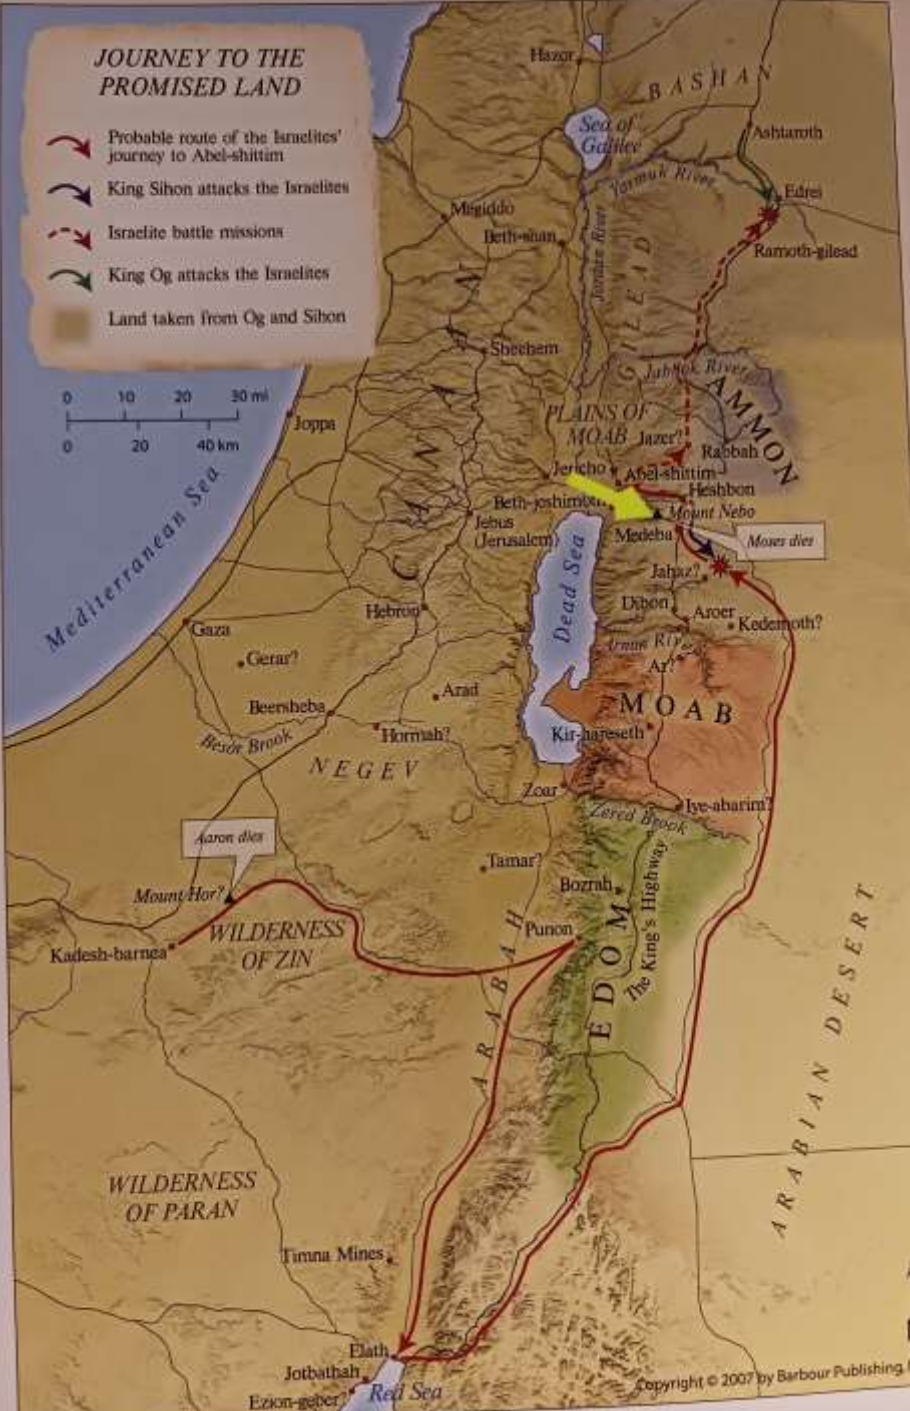 JOURNEY TO THE
PROMISED LAND
Probable route of the Israelites'
journey to Abel-shittim
King Sihon attacks the Israelites
Israelite battle missions
King Og attacks the Israelites
Land taken from Og and Sihon
0 10 20 30 mi
0 20 40 km
Hazor
BASHAN
Sea of
Galilee
Ashtaroth
Yarmuk River
Edrei
Megiddo
Beth-shan
Jordan River
GILEAD
Ramoth-gilead
CANAAN
Shechem
Jabbok River
AMMON
Joppa
PLAINS OF
MOAB
Jazer?
Rabbah
Jericho
Abel-shittim
Heshbon
Beth-joshimoth
Mount Nebo
Jebus
(Jerusalem)
Medeba
Moses dies
Mediterranean Sea
Dead Sea
Jahaz?
Hebron
Dibon
Aroer
Kedemoth?
Gaza
Arnon River
Gerar?
Ar?
Arad
MOAB
Beersheba
Hormah?
Kir-hareseth
Besor Brook
NEGEV
Zoar
Iye-abarim?
Zered Brook
Aaron dies
Tamar?
Mount Hor?
Bozrah
The King's Highway
WILDERNESS
OF ZIN
Punon
Kadesh-barnea
EDOM
ARABAH
ARABIAN DESERT
WILDERNESS
OF PARAN
Timna Mines
Elath
Jotbathah
Ezion-geber?
Red Sea
Copyright © 2007 by Barbour Publishing,